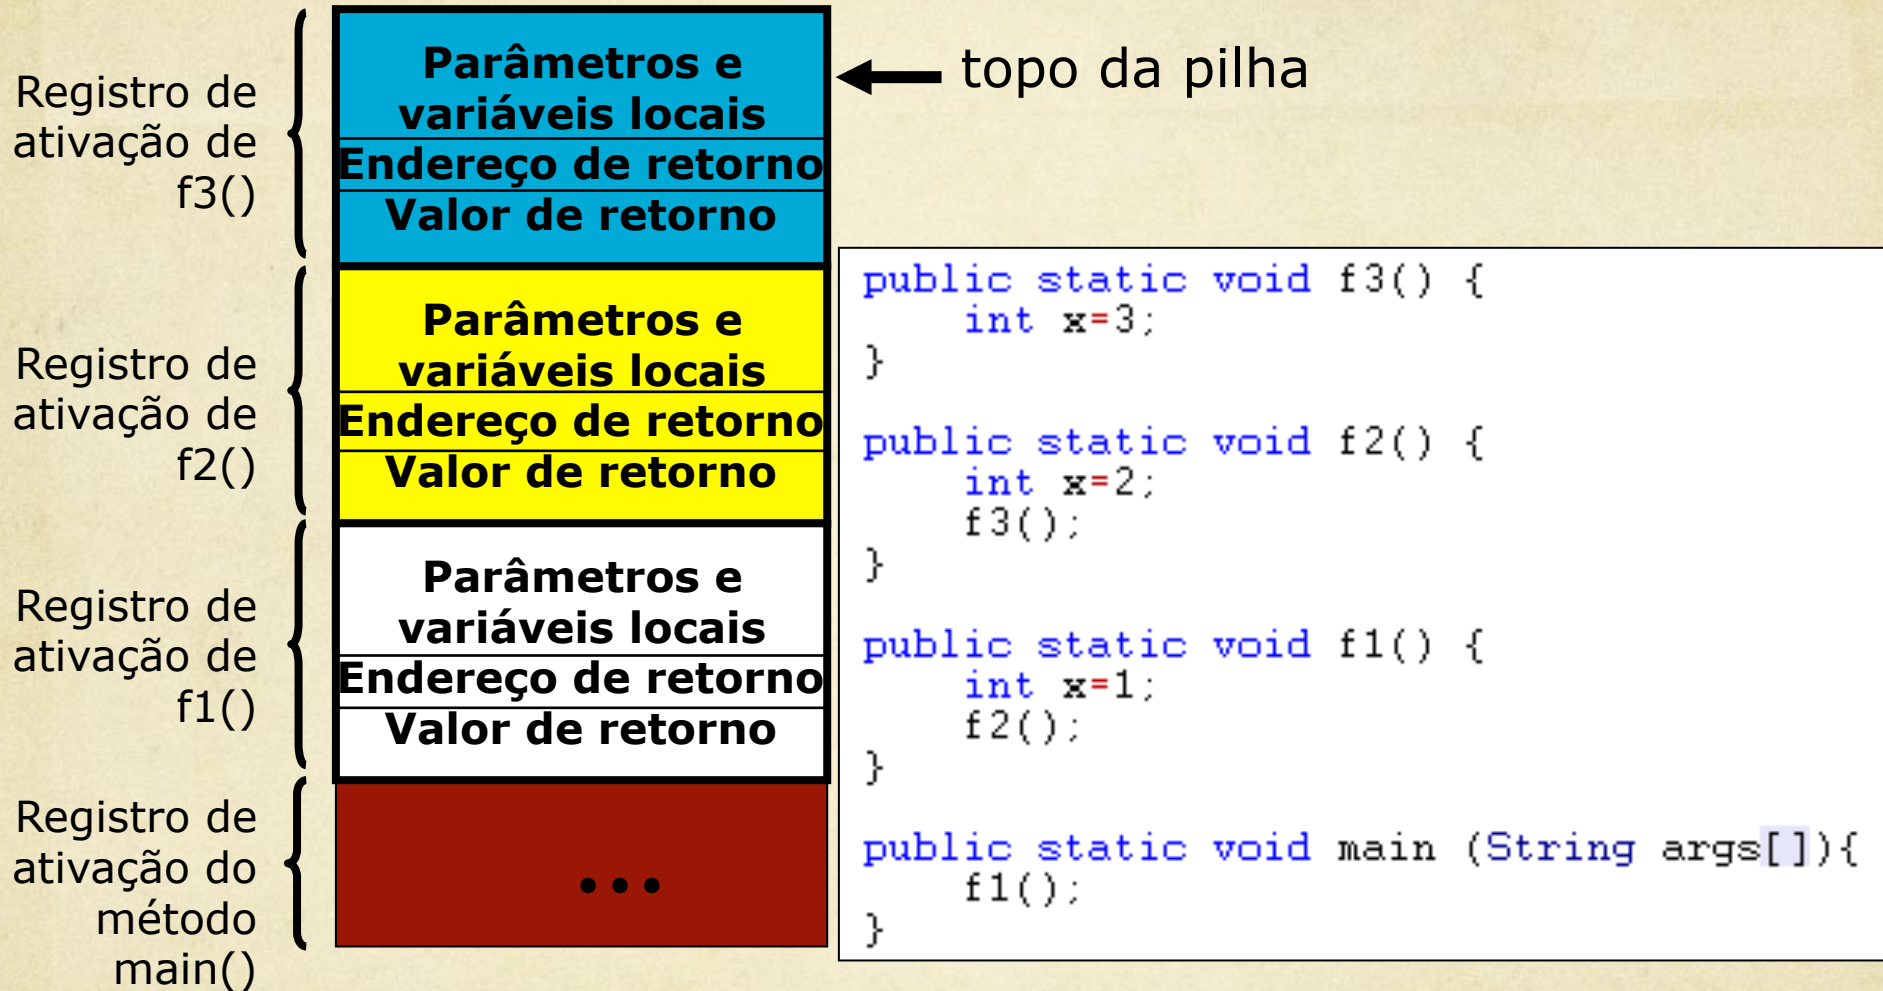 Registro de
ativação de
f3()
Parâmetros e
variáveis locais
Endereço de retorno
Valor de retorno
topo da pilha
Registro de
ativação de
f2()
Parâmetros e
variáveis locais
Endereço de retorno
Valor de retorno
Registro de
ativação de
f1()
Parâmetros e
variáveis locais
Endereço de retorno
Valor de retorno
Registro de
ativação do
método
main()
...
public static void f3() {
    int x=3;
}
public static void f2() {
    int x=2;
    f3();
}
public static void f1() {
    int x=1;
    f2();
}
public static void main (String args[]){
    f1();
}